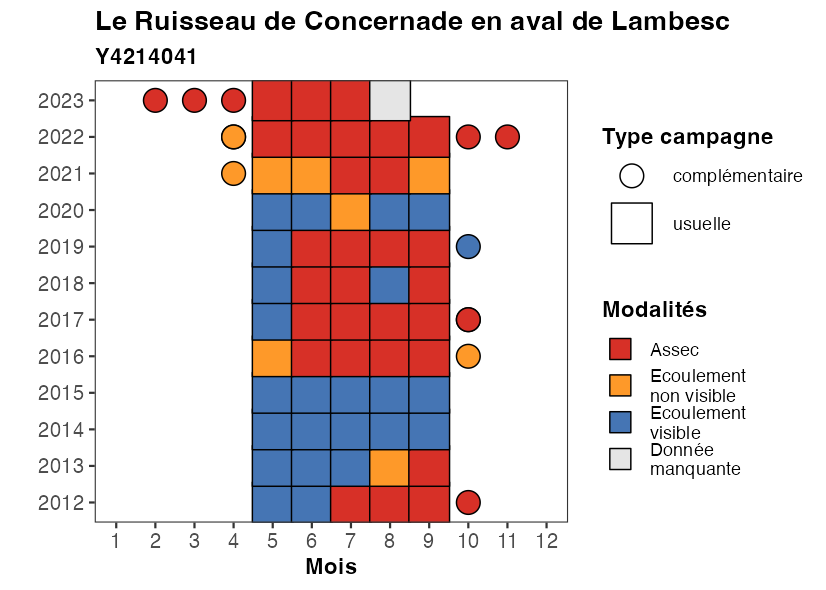 Le Ruisseau de Concernade en aval de Lambesc
Y4214041
2023
2022
2021
2020
2019
2018
2017
2016
2015
2014
2013
2012
1 2 3 4 5 6 7 8 9 10 11 12
Mois
Type campagne
complémentaire
usuelle
Modalités
Assec
Ecoulement
non visible
Ecoulement
visible
Donnée
manquante